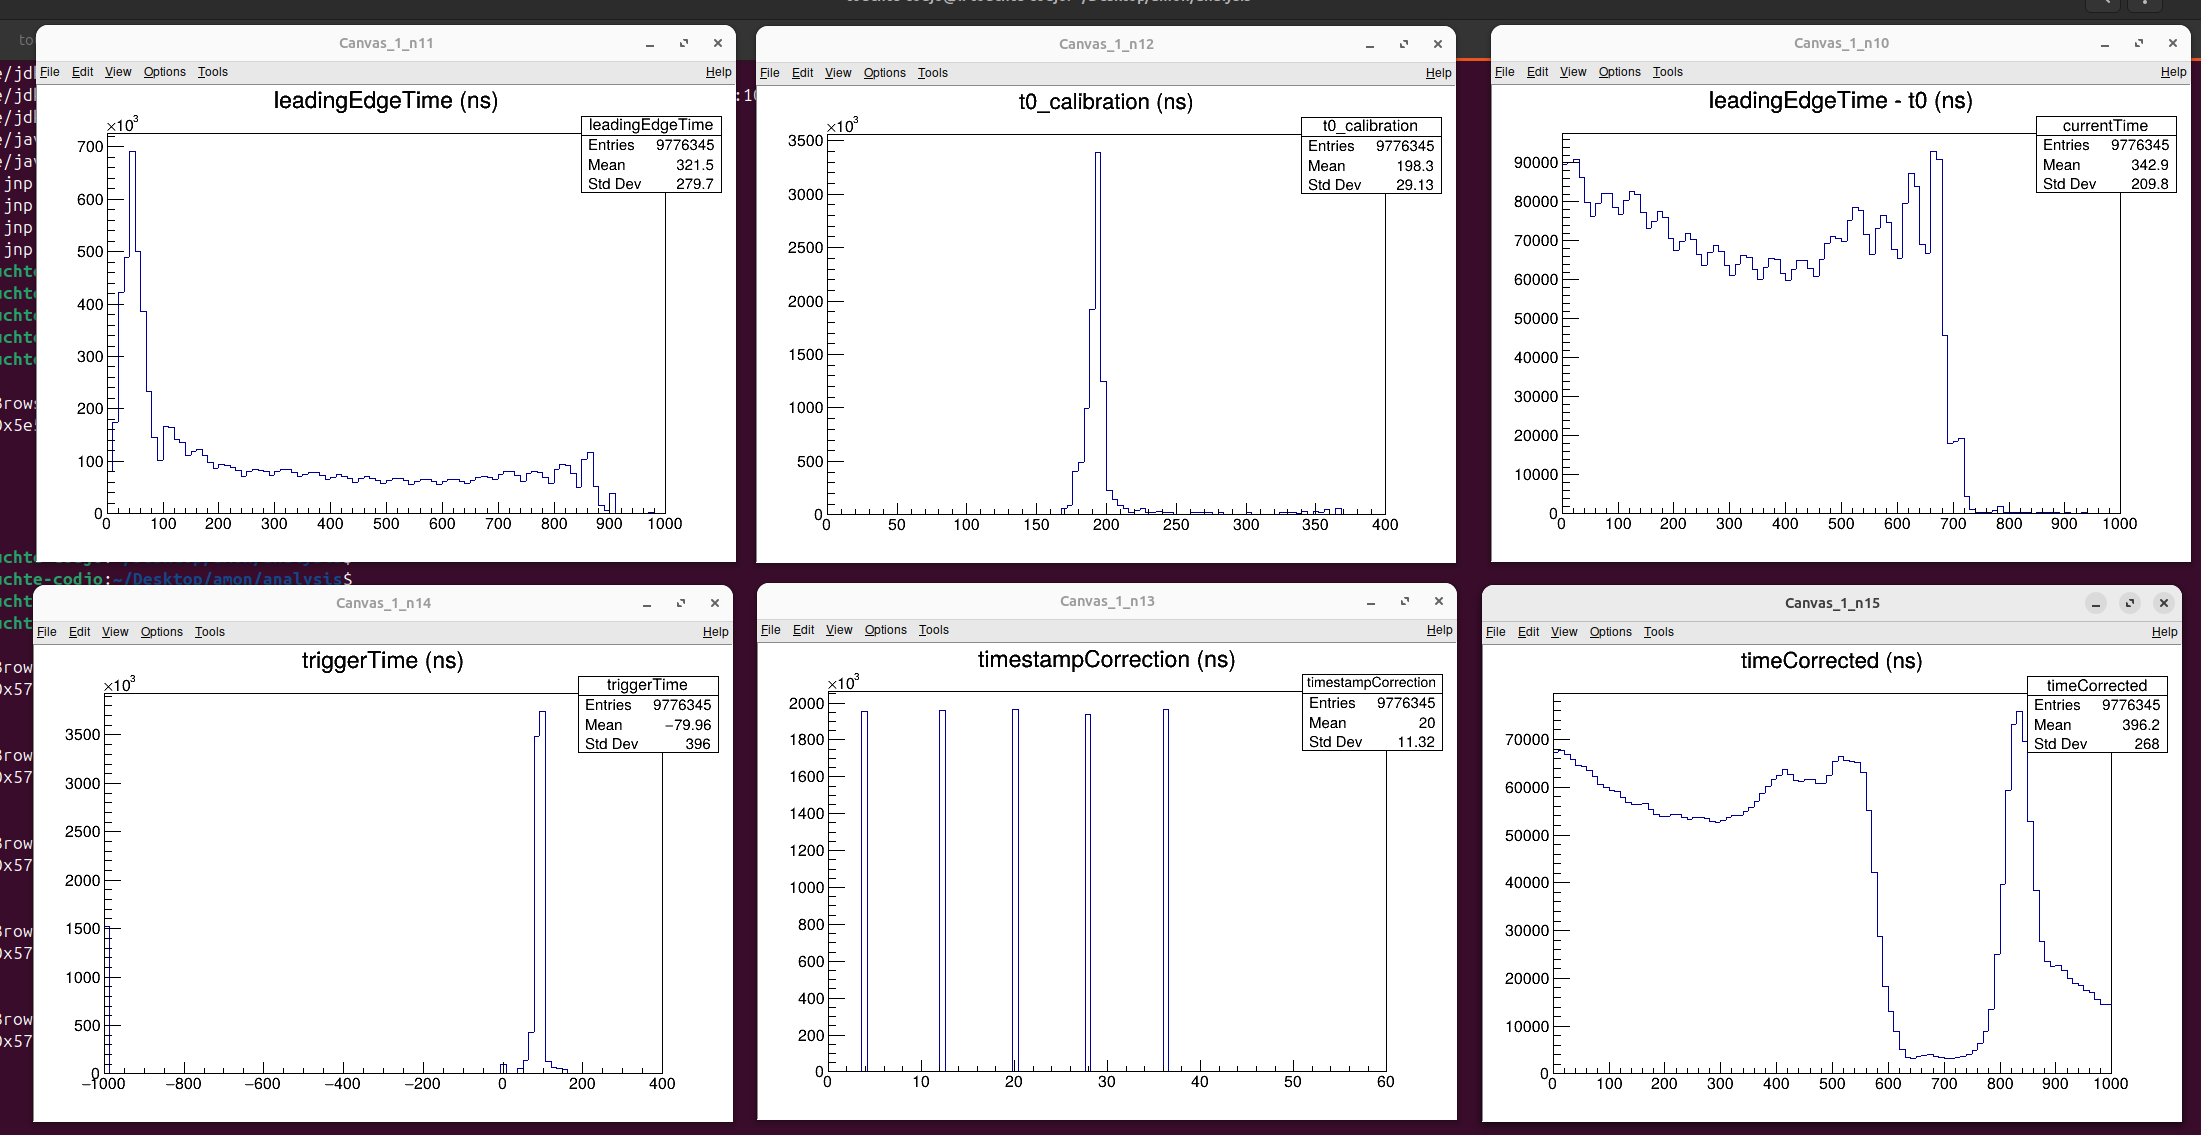 Canvas_1_n11
File Edit View Options Tools Help
leadingEdgeTime (ns)
×10³
leadingEdgeTime
Entries 9776345
Mean 321.5
Std Dev 279.7
700
600
500
400
300
200
100
0
0 100 200 300 400 500 600 700 800 900 1000
Canvas_1_n12
File Edit View Options Tools Help
t0_calibration (ns)
×10³
t0_calibration
Entries 9776345
Mean 198.3
Std Dev 29.13
3500
3000
2500
2000
1500
1000
500
0
0 50 100 150 200 250 300 350 400
Canvas_1_n10
File Edit View Options Tools Help
leadingEdgeTime - t0 (ns)
currentTime
Entries 9776345
Mean 342.9
Std Dev 209.8
90000
80000
70000
60000
50000
40000
30000
20000
10000
0
0 100 200 300 400 500 600 700 800 900 1000
chte-codjo:~/Desktop/amon/analysis$
Canvas_1_n14
File Edit View Options Tools Help
triggerTime (ns)
×10³
triggerTime
Entries 9776345
Mean −79.96
Std Dev 396
3500
3000
2500
2000
1500
1000
500
0
−1000 −800 −600 −400 −200 0 200 400
Canvas_1_n13
File Edit View Options Tools Help
timestampCorrection (ns)
×10³
timestampCorrection
Entries 9776345
Mean 20
Std Dev 11.32
2000
1800
1600
1400
1200
1000
800
600
400
200
0
0 10 20 30 40 50 60
Canvas_1_n15
File Edit View Options Tools Help
timeCorrected (ns)
timeCorrected
Entries 9776345
Mean 396.2
Std Dev 268
70000
60000
50000
40000
30000
20000
10000
0
0 100 200 300 400 500 600 700 800 900 1000